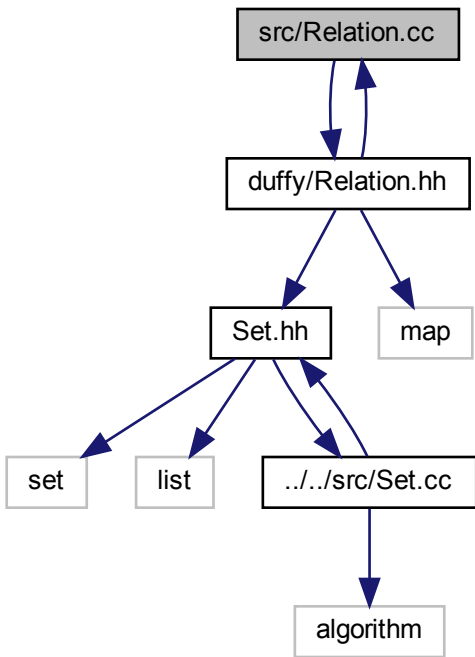 src/Relation.cc
duffy/Relation.hh
Set.hh
map
set
list
../../src/Set.cc
algorithm